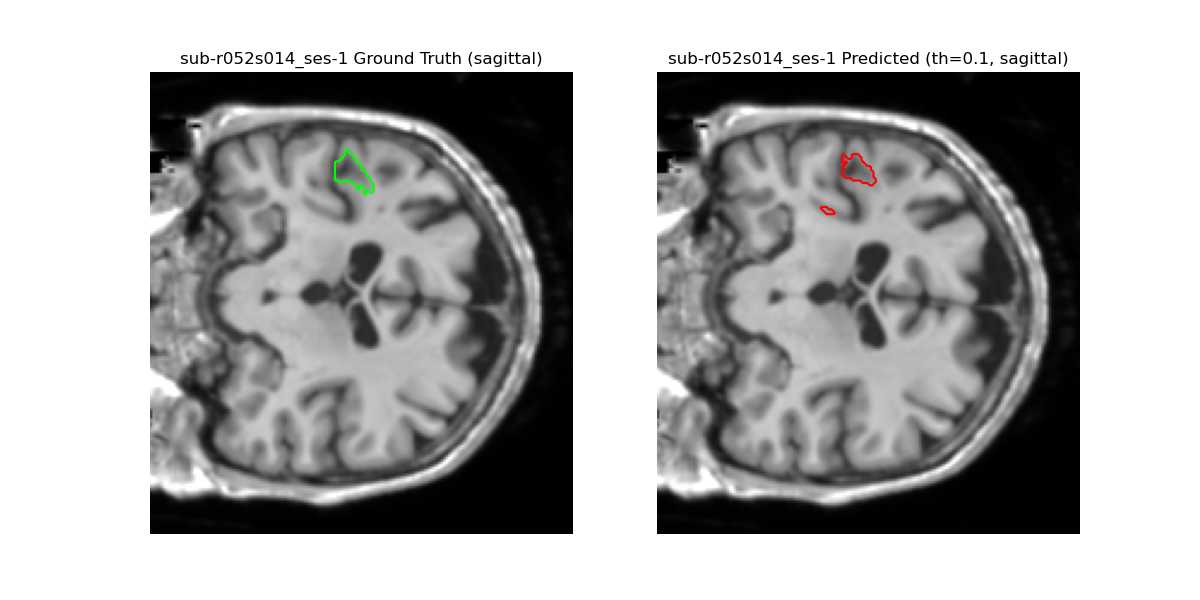 sub-r052s014_ses-1 Ground Truth (sagittal)
sub-r052s014_ses-1 Predicted (th=0.1, sagittal)